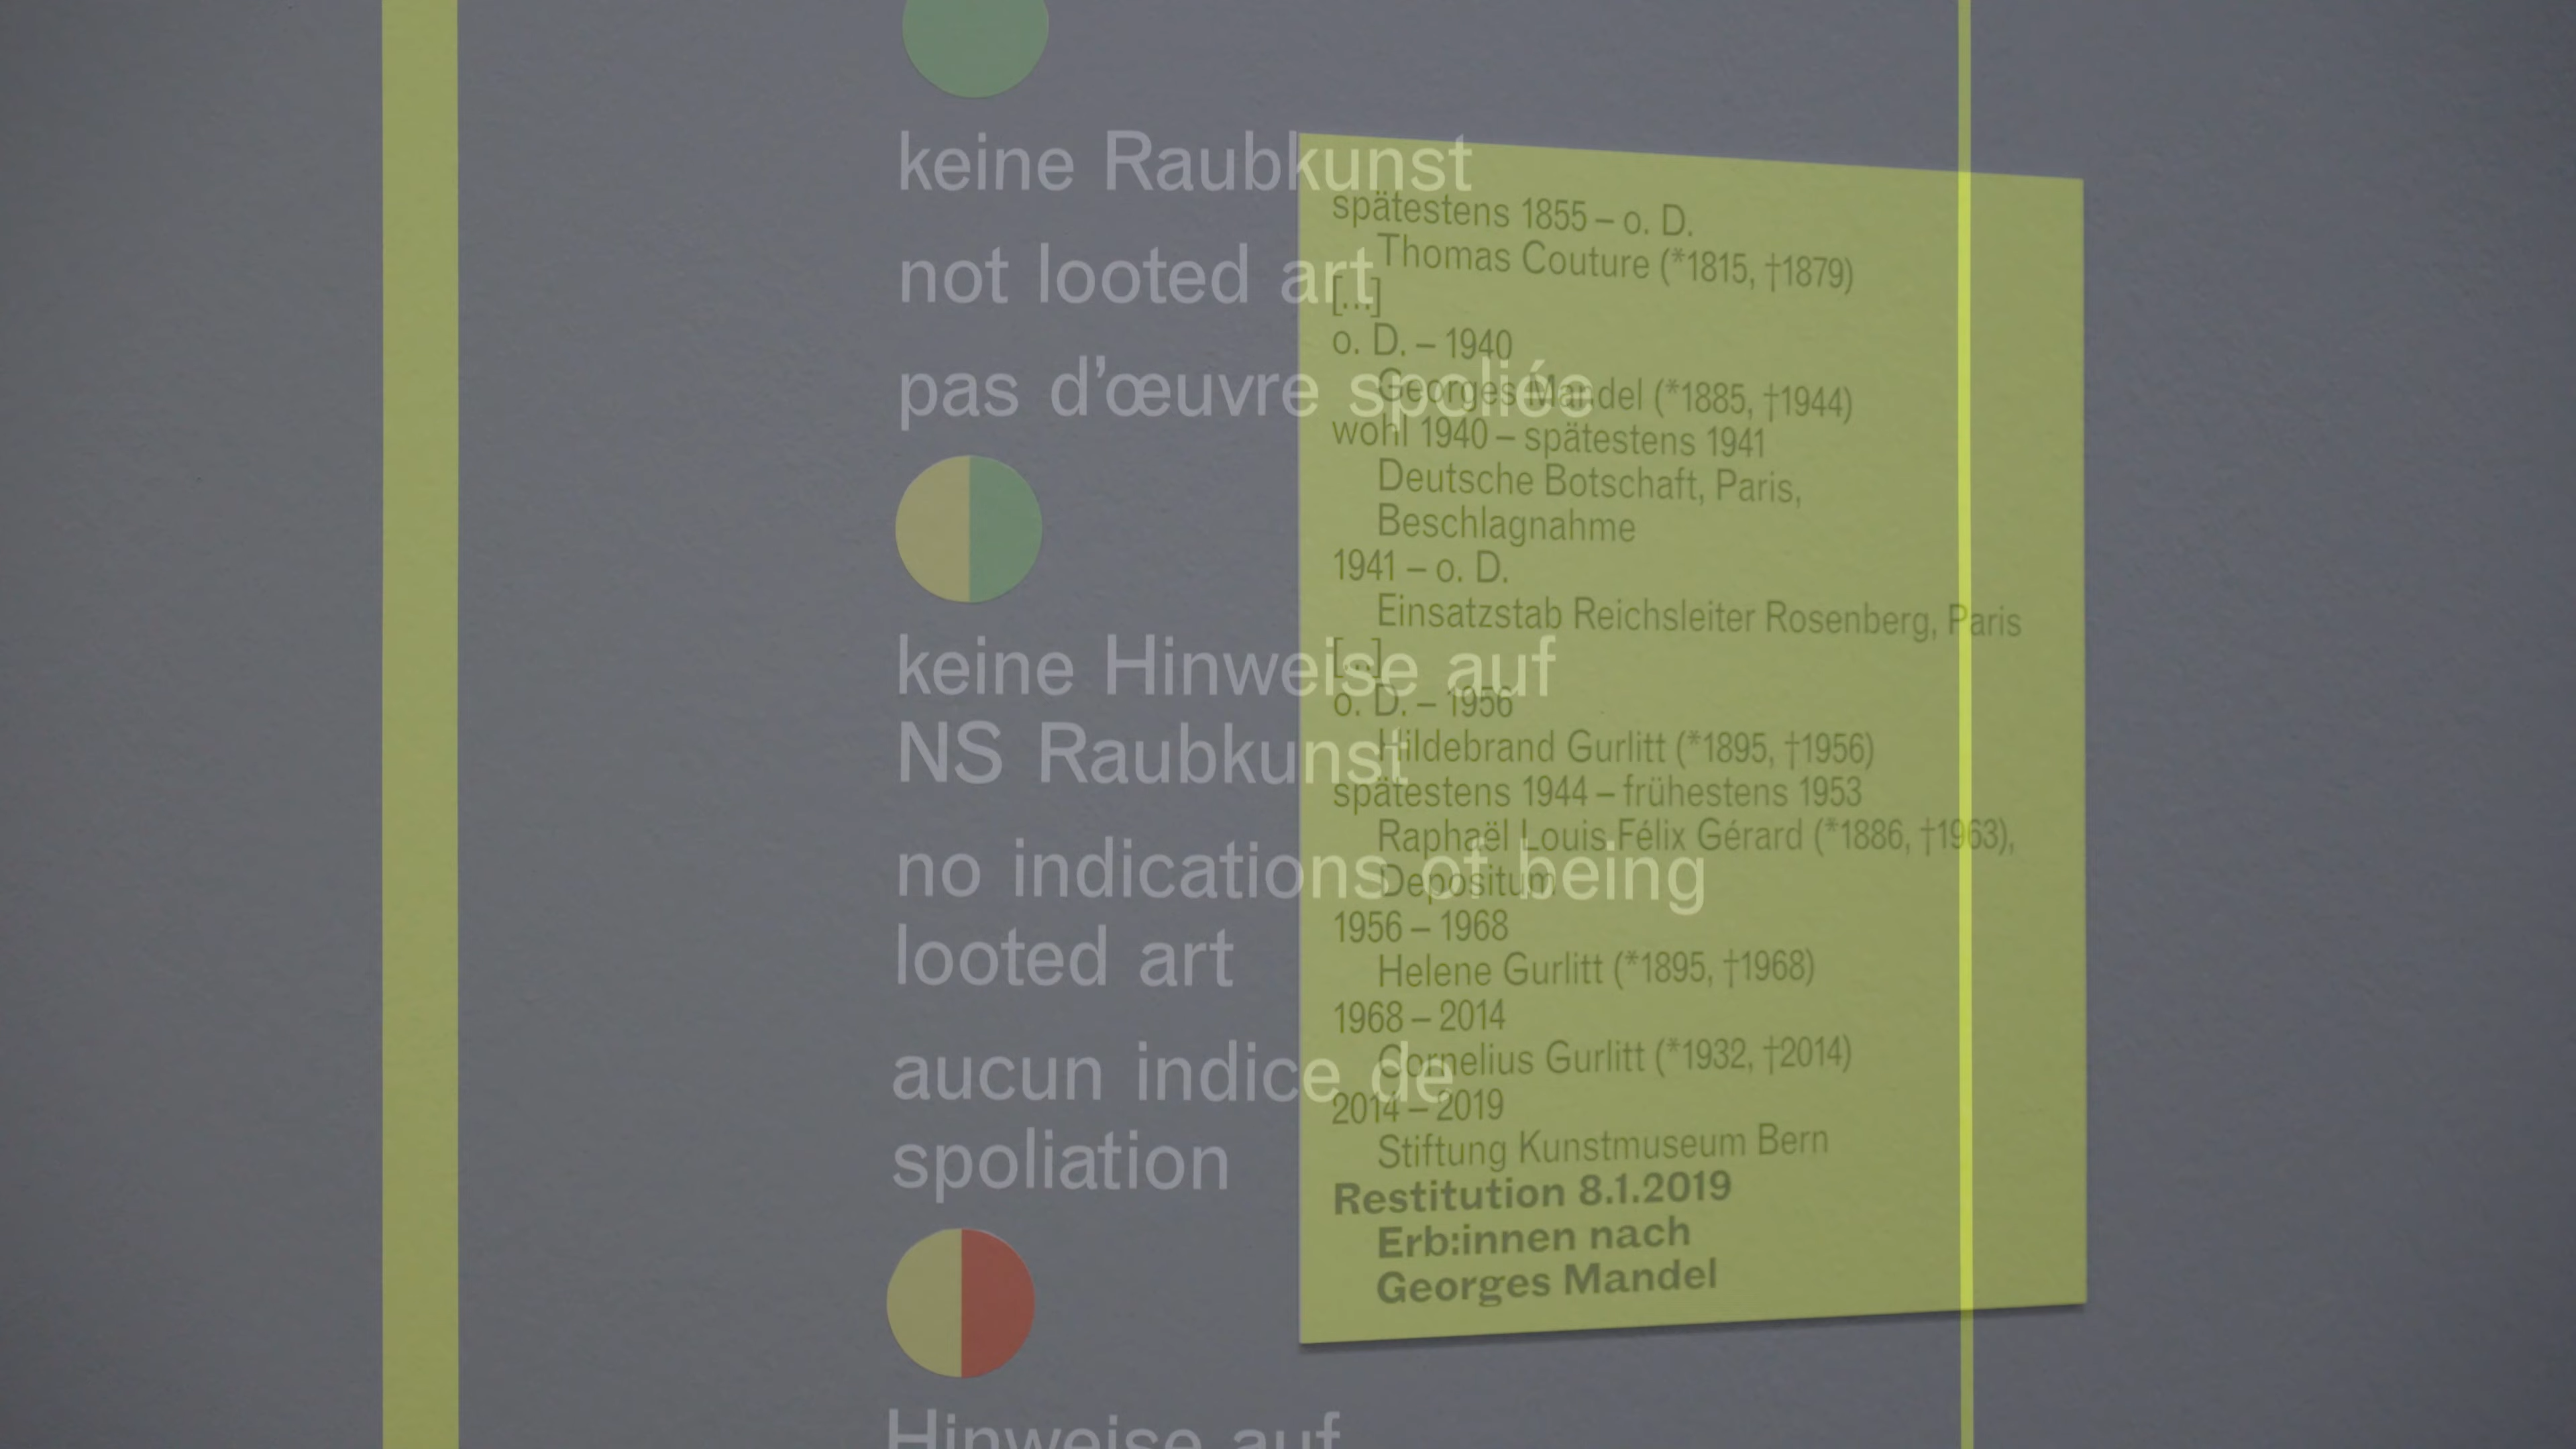 keine Raubkunst
not looted art
pas d’œuvre spoliée
keine Hinweise auf
NS Raubkunst
no indications of being
looted art
aucun indice de
spoliation
Hinweise auf
spätestens 1855 – o. D.
Thomas Couture (*1815, †1879)
[...]
o. D. – 1940
Georges Mandel (*1885, †1944)
wohl 1940 – spätestens 1941
Deutsche Botschaft, Paris,
Beschlagnahme
1941 – o. D.
Einsatzstab Reichsleiter Rosenberg, Paris
[...]
o. D. – 1956
Hildebrand Gurlitt (*1895, †1956)
spätestens 1944 – frühestens 1953
Raphaël Louis Félix Gérard (*1886, †1963),
Depositum
1956 – 1968
Helene Gurlitt (*1895, †1968)
1968 – 2014
Cornelius Gurlitt (*1932, †2014)
2014 – 2019
Stiftung Kunstmuseum Bern
Restitution 8.1.2019
Erb:innen nach
Georges Mandel